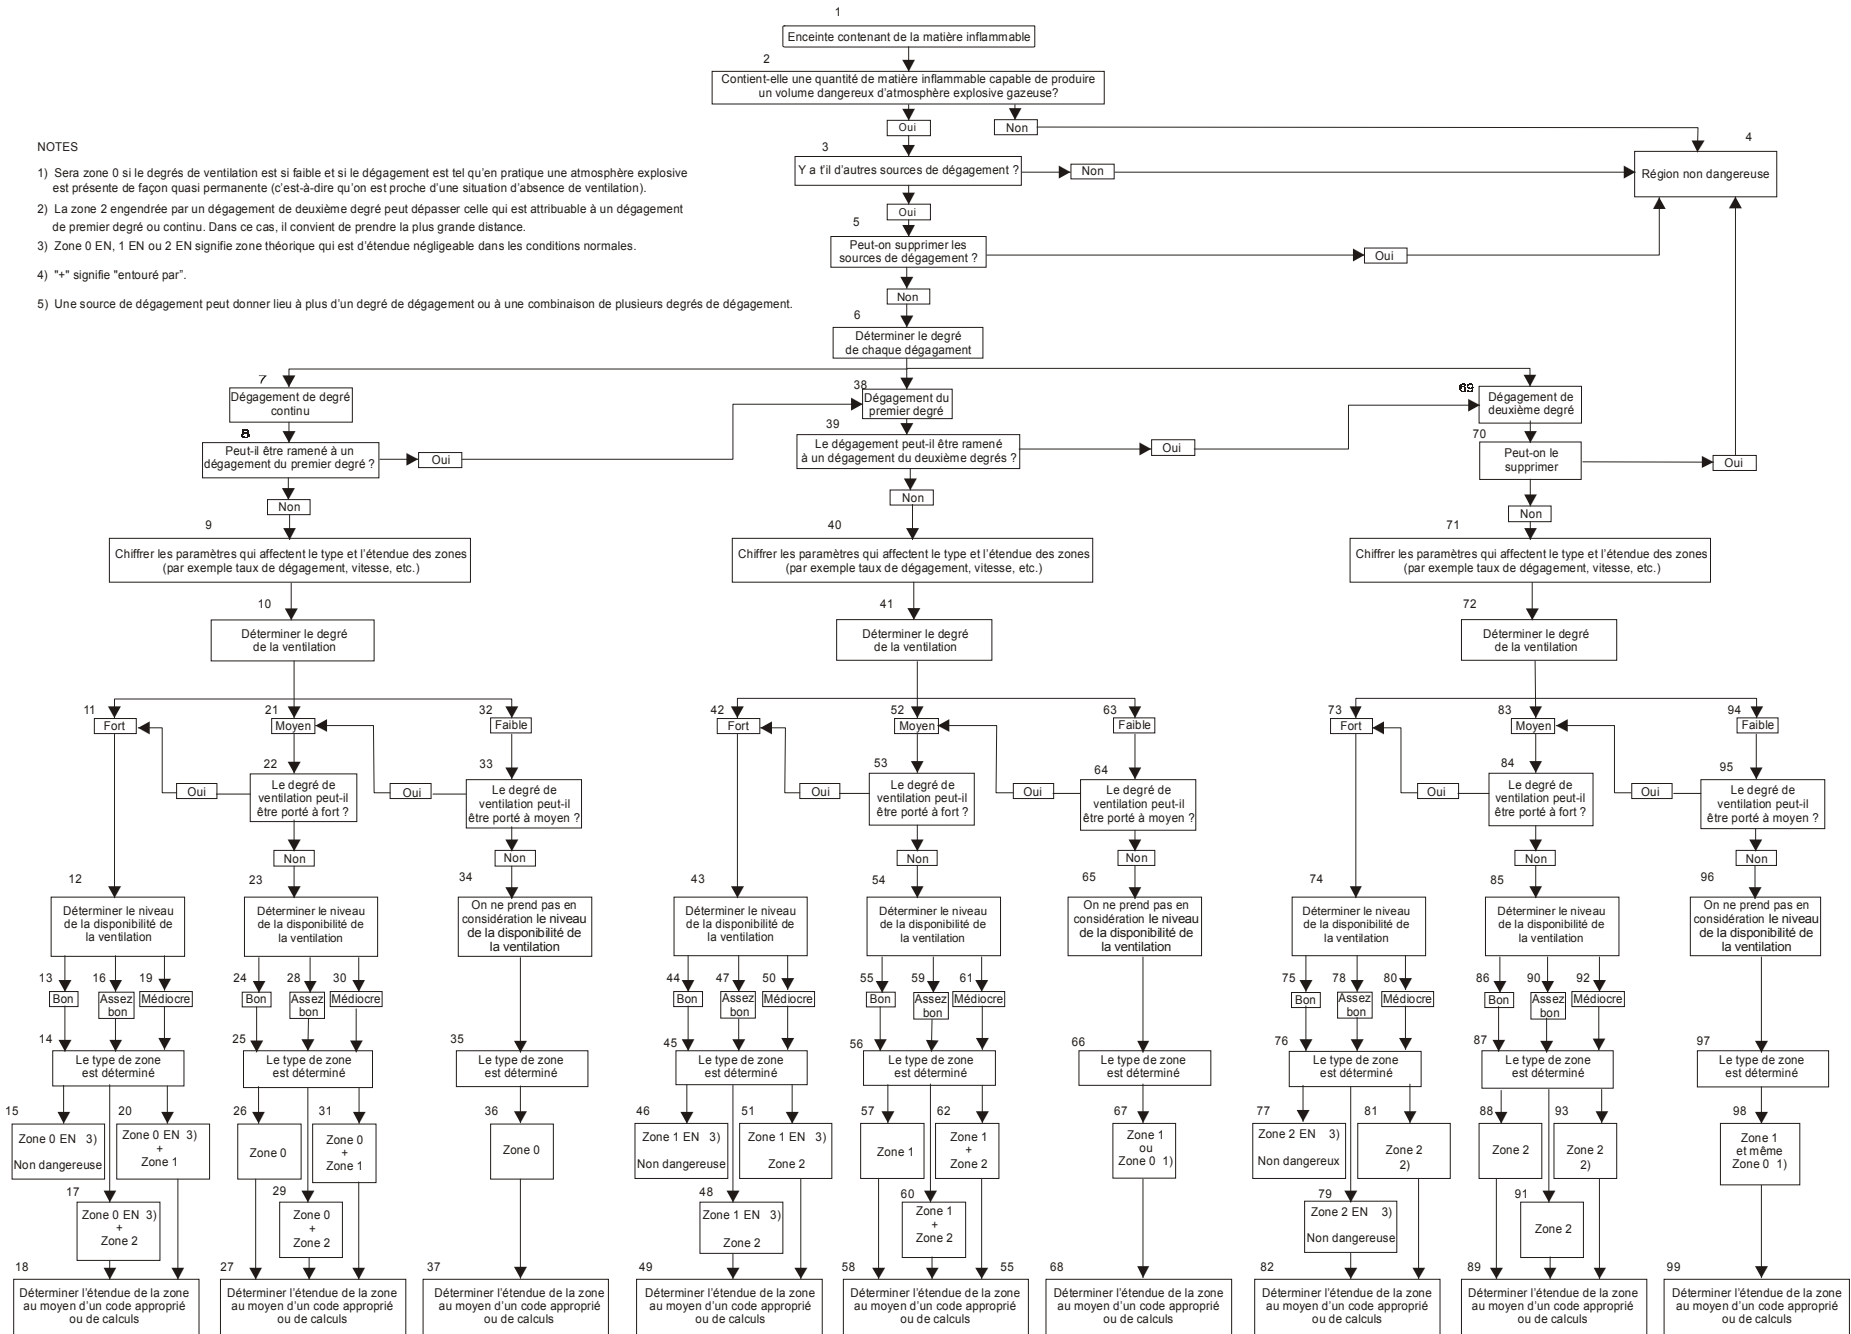 1
Enceinte contenant de la matière inflammable
2
Contient-elle une quantité de matière inflammable capable de produire
un volume dangereux d'atmosphère explosive gazeuse?
Oui
Non
NOTES
1) Sera zone 0 si le degrés de ventilation est si faible et si le dégagement est tel qu'en pratique une atmosphère explosive
est présente de façon quasi permanente (c'est-à-dire qu'on est proche d'une situation d'absence de ventilation).
2) La zone 2 engendrée par un dégagement de deuxième degré peut dépasser celle qui est attribuable à un dégagement
de premier degré ou continu. Dans ce cas, il convient de prendre la plus grande distance.
3) Zone 0 EN, 1 EN ou 2 EN signifie zone théorique qui est d'étendue négligeable dans les conditions normales.
4) "+" signifie "entouré par".
5) Une source de dégagement peut donner lieu à plus d'un degré de dégagement ou à une combinaison de plusieurs degrés de dégagement.
3
Y a t'il d'autres sources de dégagement ?
Non
4
Région non dangereuse
Oui
5
Peut-on supprimer les
sources de dégagement ?
Oui
Non
6
Déterminer le degré
de chaque dégagament
7
Dégagement de degré
continu
8
Peut-il être ramené à un
dégagement du premier degré ?
Oui
Non
38
Dégagement du
premier degré
39
Le dégagement peut-il être ramené
à un dégagement du deuxième degrés ?
Oui
Non
69
Dégagement de
deuxième degré
70
Peut-on le
supprimer
Oui
Non
9
Chiffrer les paramètres qui affectent le type et l'étendue des zones
(par exemple taux de dégagement, vitesse, etc.)
40
Chiffrer les paramètres qui affectent le type et l'étendue des zones
(par exemple taux de dégagement, vitesse, etc.)
71
Chiffrer les paramètres qui affectent le type et l'étendue des zones
(par exemple taux de dégagement, vitesse, etc.)
10
Déterminer le degré
de la ventilation
41
Déterminer le degré
de la ventilation
72
Déterminer le degré
de la ventilation
11
Fort
21
Moyen
32
Faible
42
Fort
52
Moyen
63
Faible
73
Fort
83
Moyen
94
Faible
Oui
22
Le degré de
ventilation peut-il
être porté à fort ?
Oui
33
Le degré de
ventilation peut-il
être porté à moyen ?
Oui
53
Le degré de
ventilation peut-il
être porté à fort ?
Oui
64
Le degré de
ventilation peut-il
être porté à moyen ?
Oui
84
Le degré de
ventilation peut-il
être porté à fort ?
Oui
95
Le degré de
ventilation peut-il
être porté à moyen ?
Non
Non
Non
Non
Non
Non
12
Déterminer le niveau
de la disponibilité de
la ventilation
23
Déterminer le niveau
de la disponibilité de
la ventilation
34
On ne prend pas en
considération le niveau
de la disponibilité de
la ventilation
43
Déterminer le niveau
de la disponibilité de
la ventilation
54
Déterminer le niveau
de la disponibilité de
la ventilation
65
On ne prend pas en
considération le niveau
de la disponibilité de
la ventilation
74
Déterminer le niveau
de la disponibilité de
la ventilation
85
Déterminer le niveau
de la disponibilité de
la ventilation
96
On ne prend pas en
considération le niveau
de la disponibilité de
la ventilation
13
Bon
16
Assez
bon
19
Médiocre
24
Bon
28
Assez
bon
30
Médiocre
44
Bon
47
Assez
bon
50
Médiocre
55
Bon
59
Assez
bon
61
Médiocre
75
Bon
78
Assez
bon
80
Médiocre
86
Bon
90
Assez
bon
92
Médiocre
14
Le type de zone
est déterminé
25
Le type de zone
est déterminé
35
Le type de zone
est déterminé
45
Le type de zone
est déterminé
56
Le type de zone
est déterminé
66
Le type de zone
est déterminé
76
Le type de zone
est déterminé
87
Le type de zone
est déterminé
97
Le type de zone
est déterminé
15
Zone 0 EN 3)
Non dangereuse
20
Zone 0 EN 3)
+
Zone 1
26
Zone 0
31
Zone 0
+
Zone 1
36
Zone 0
46
Zone 1 EN 3)
Non dangereuse
51
Zone 1 EN 3)
Zone 2
57
Zone 1
62
Zone 1
+
Zone 2
67
Zone 1
ou
Zone 0 1)
77
Zone 2 EN 3)
Non dangereux
81
Zone 2
2)
88
Zone 2
93
Zone 2
2)
98
Zone 1
et même
Zone 0 1)
17
Zone 0 EN 3)
+
Zone 2
29
Zone 0
+
Zone 2
48
Zone 1 EN 3)
+
Zone 2
60
Zone 1
+
Zone 2
79
Zone 2 EN 3)
Non dangereuse
91
Zone 2
18
Déterminer l'étendue de la zone
au moyen d'un code approprié
ou de calculs
27
Déterminer l'étendue de la zone
au moyen d'un code approprié
ou de calculs
37
Déterminer l'étendue de la zone
au moyen d'un code approprié
ou de calculs
49
Déterminer l'étendue de la zone
au moyen d'un code approprié
ou de calculs
58
55
Déterminer l'étendue de la zone
au moyen d'un code approprié
ou de calculs
68
Déterminer l'étendue de la zone
au moyen d'un code approprié
ou de calculs
82
Déterminer l'étendue de la zone
au moyen d'un code approprié
ou de calculs
89
Déterminer l'étendue de la zone
au moyen d'un code approprié
ou de calculs
99
Déterminer l'étendue de la zone
au moyen d'un code approprié
ou de calculs